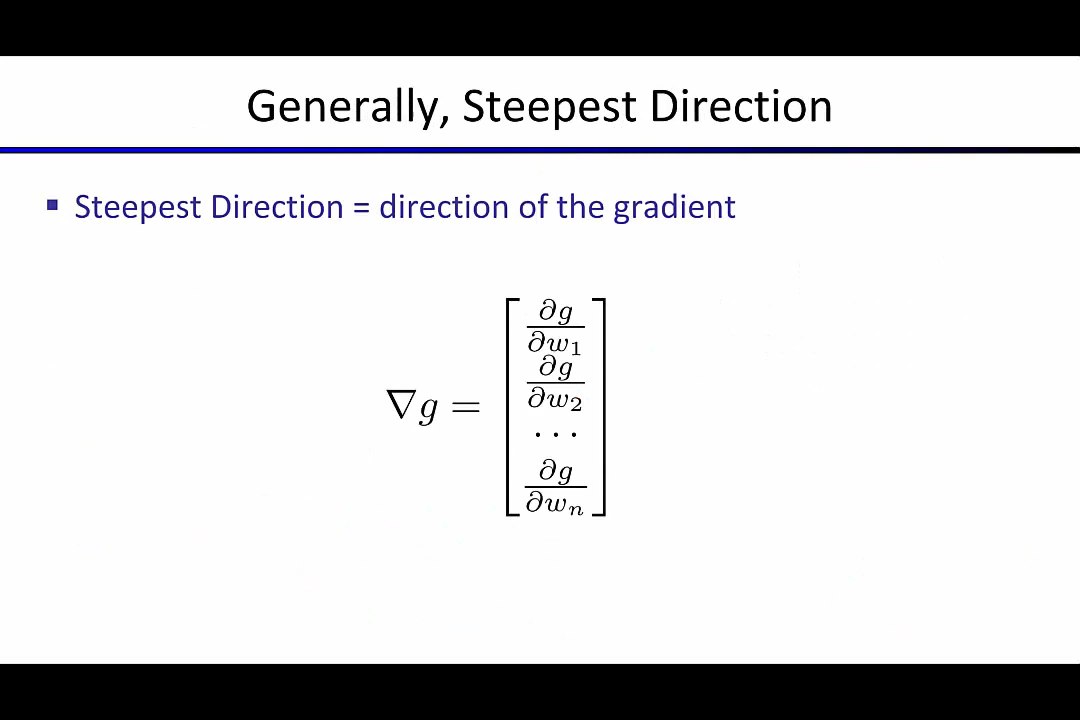 Generally, Steepest Direction
▪ Steepest Direction = direction of the gradient
∇g = [ ∂g/∂w₁
∂g/∂w₂
···
∂g/∂wₙ ]